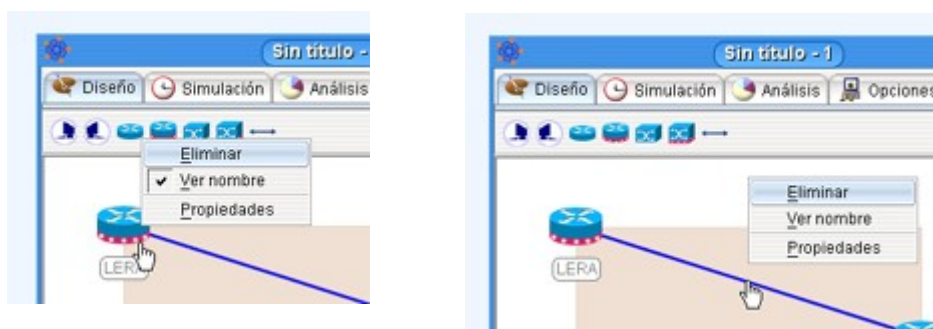 Sin título -
Diseño Simulación Análisis
Eliminar
Ver nombre
Propiedades
LERA
Sin título - 1
Diseño Simulación Análisis Opciones
Eliminar
Ver nombre
Propiedades
LERA